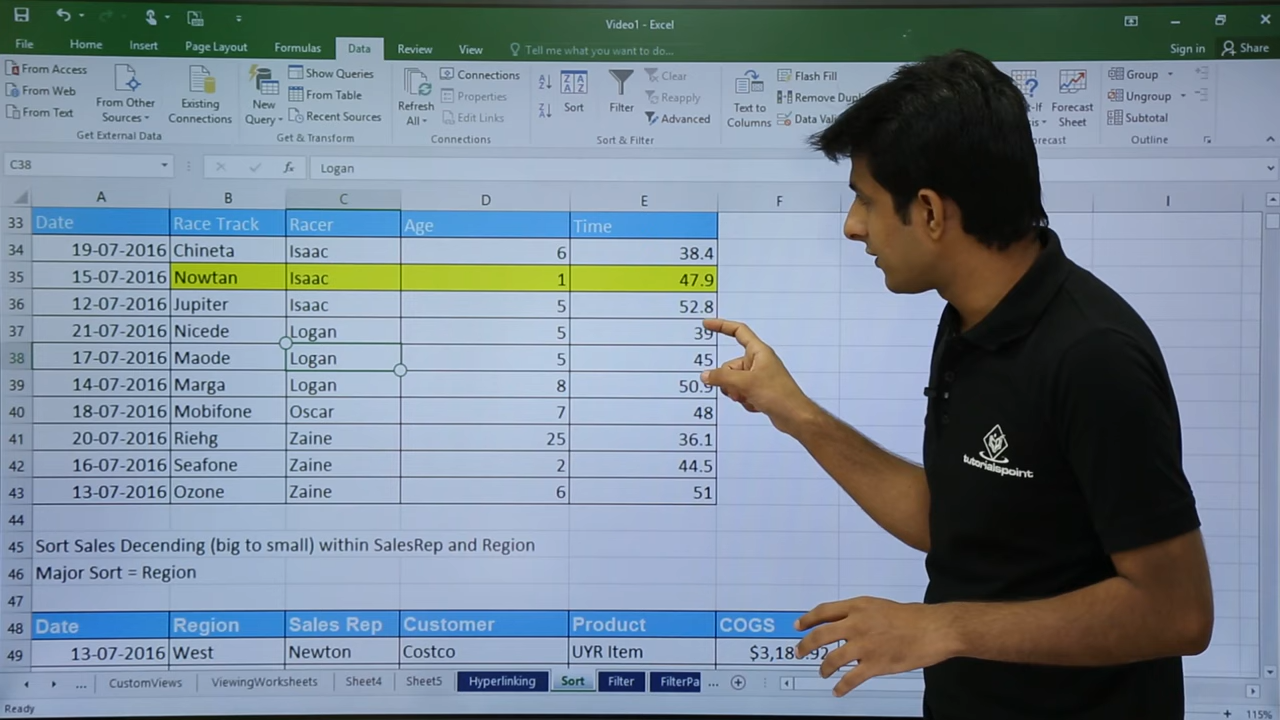 Video1 - Excel
File Home Insert Page Layout Formulas Data Review View Tell me what you want to do... Sign in Share
From Access
From Web
From Text
From Other Sources
Existing Connections
Get External Data
New Query
Show Queries
From Table
Recent Sources
Get & Transform
Refresh All
Connections
Properties
Edit Links
Connections
Sort
Filter
Clear
Reapply
Advanced
Sort & Filter
Text to Columns
Flash Fill
Remove
Data
Forecast Sheet
Group
Ungroup
Subtotal
Outline
C38 fx Logan
A B C D E F I
33 Date Race Track Racer Age Time
34 19-07-2016 Chineta Isaac 6 38.4
35 15-07-2016 Nowtan Isaac 1 47.9
36 12-07-2016 Jupiter Isaac 5 52.8
37 21-07-2016 Nicede Logan 5 39
38 17-07-2016 Maode Logan 5 45
39 14-07-2016 Marga Logan 8 50.9
40 18-07-2016 Mobifone Oscar 7 48
41 20-07-2016 Riehg Zaine 25 36.1
42 16-07-2016 Seafone Zaine 2 44.5
43 13-07-2016 Ozone Zaine 6 51
44
45 Sort Sales Decending (big to small) within SalesRep and Region
46 Major Sort = Region
47
48 Date Region Sales Rep Customer Product COGS
49 13-07-2016 West Newton Costco UYR Item
... CustomViews ViewingWorksheets Sheet4 Sheet5 Hyperlinking Sort Filter FilterPa ...
Ready 115%
tutorialspoint